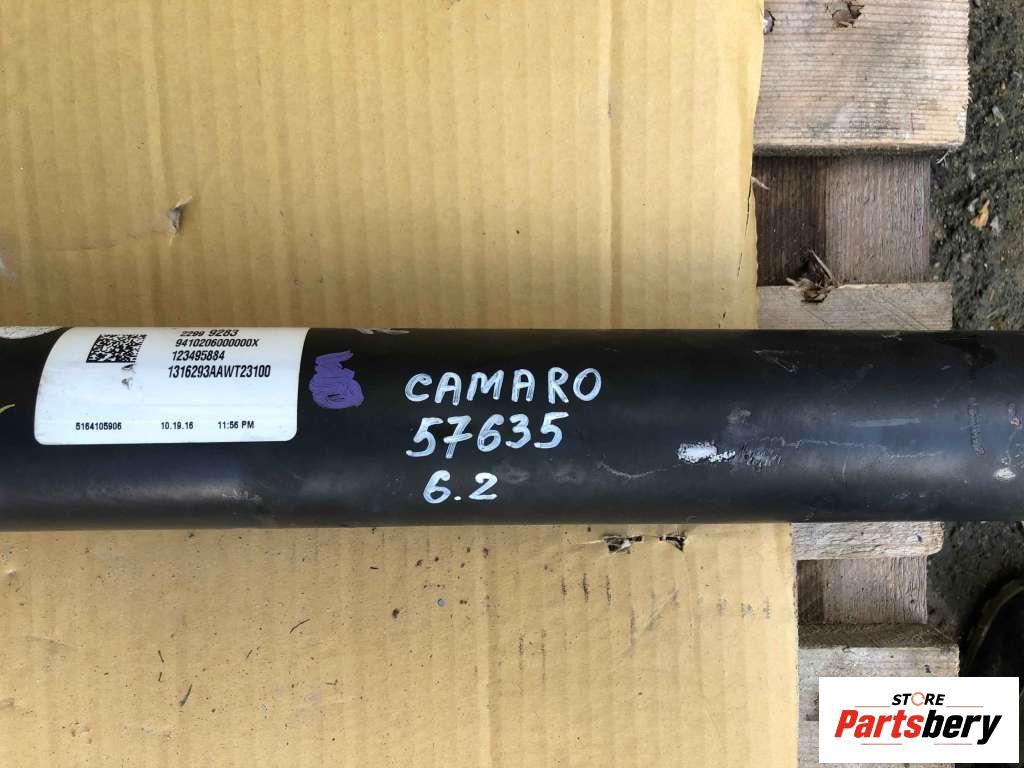 2299 9283
9410206000000X
123495884
1316293AAWT23100
5164105906 10.19.16 11:56 PM
CAMARO
57635
6.2
STORE
Partsbery